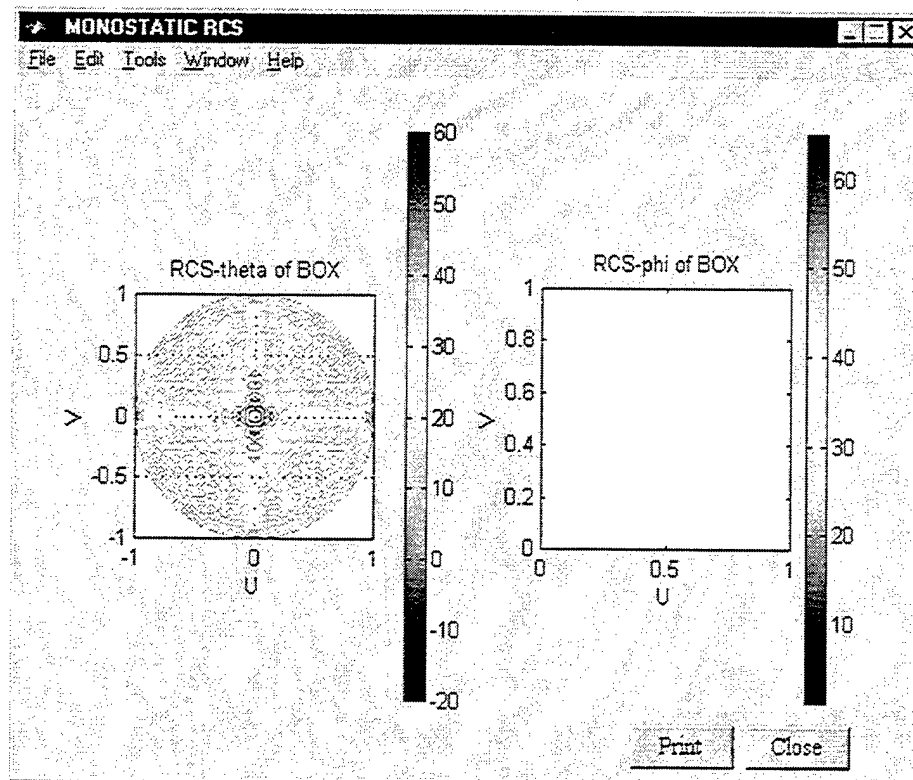 MONOSTATIC RCS
File Edit Tools Window Help
RCS-theta of BOX
1
0.5
0
-0.5
-1
-1 0 1
U
V
60
50
40
30
20
10
0
-10
-20
RCS-phi of BOX
1
0.8
0.6
0.4
0.2
0
0 0.5 1
U
V
60
50
40
30
20
10
Print Close